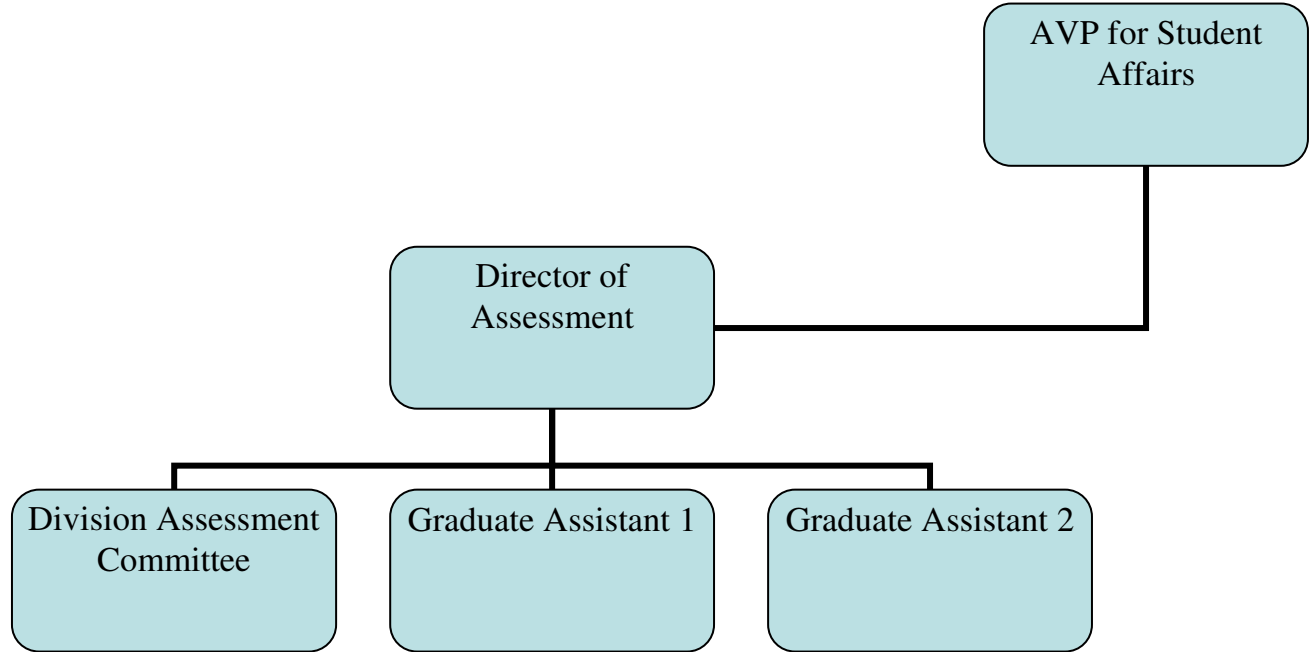 AVP for Student
Affairs
Director of
Assessment
Division Assessment
Committee
Graduate Assistant 1
Graduate Assistant 2